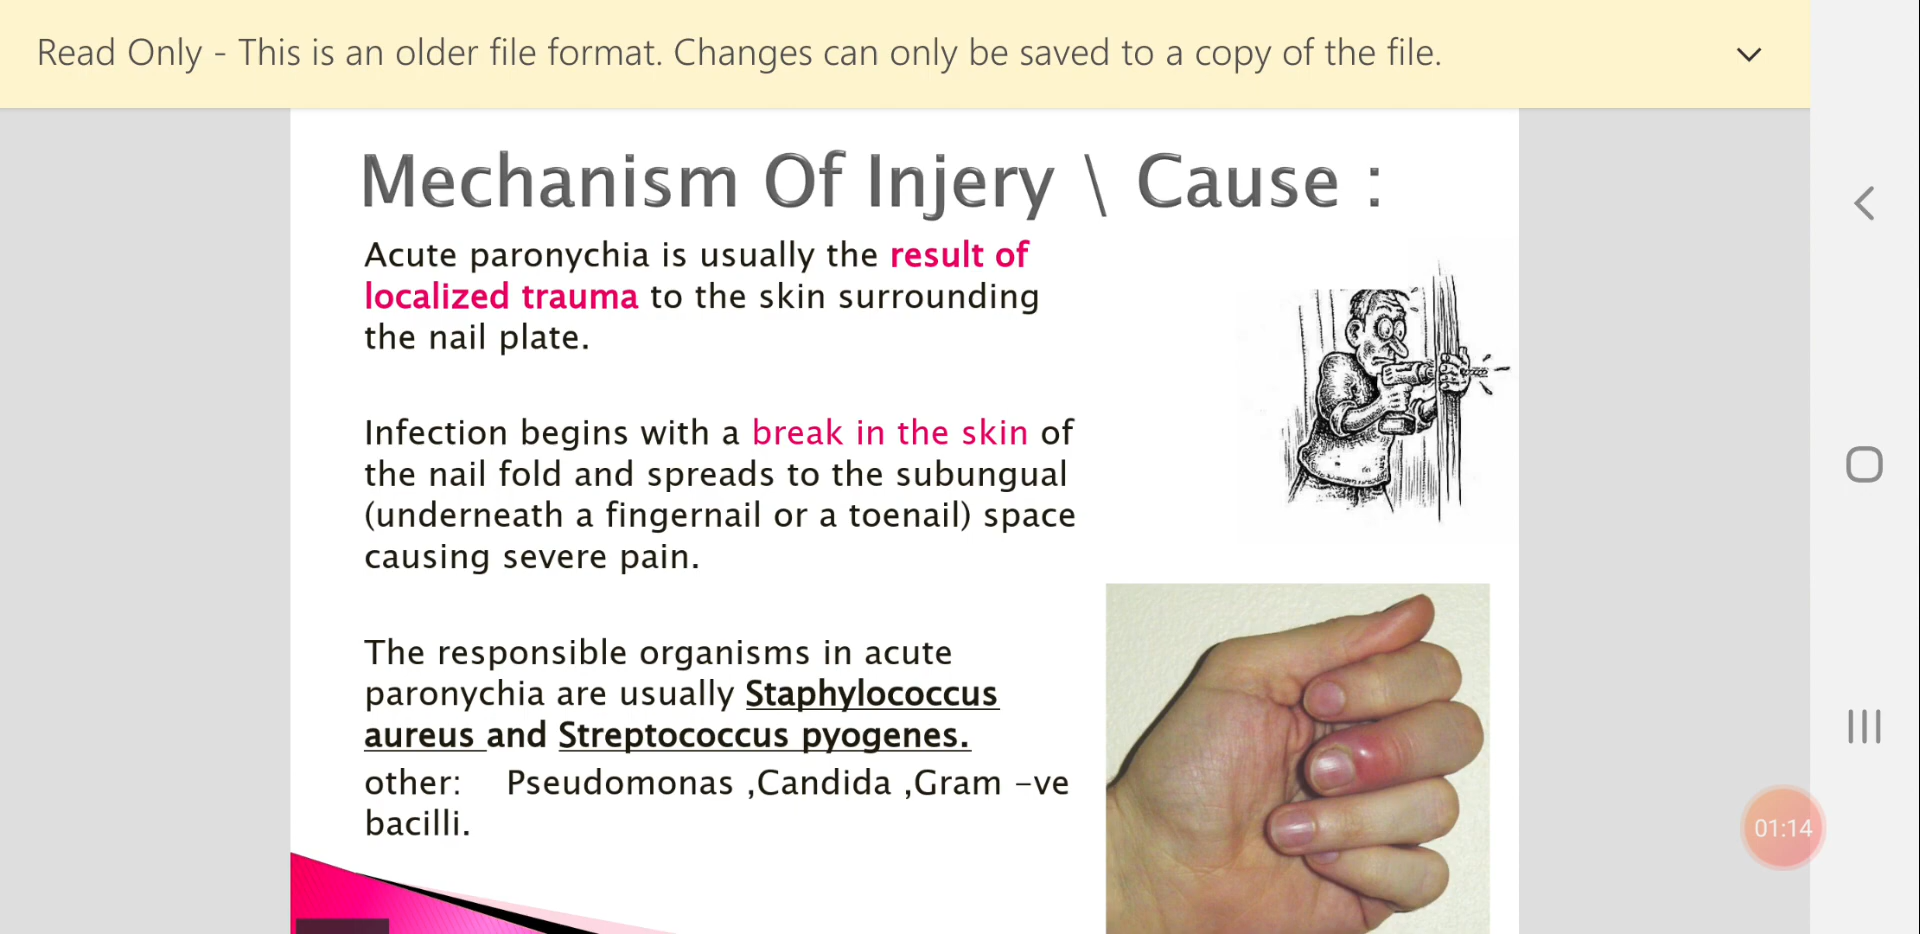 Read Only - This is an older file format. Changes can only be saved to a copy of the file.
Mechanism Of Injery \ Cause :
Acute paronychia is usually the result of
localized trauma to the skin surrounding
the nail plate.
Infection begins with a break in the skin of
the nail fold and spreads to the subungual
(underneath a fingernail or a toenail) space
causing severe pain.
The responsible organisms in acute
paronychia are usually Staphylococcus
aureus and Streptococcus pyogenes.
other: Pseudomonas ,Candida ,Gram -ve
bacilli.
01:14